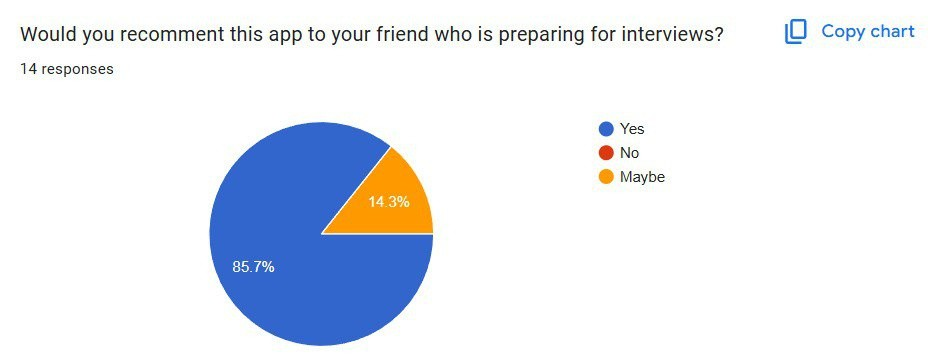 Would you recomment this app to your friend who is preparing for interviews?
Copy chart
14 responses
Yes
No
Maybe
14.3%
85.7%